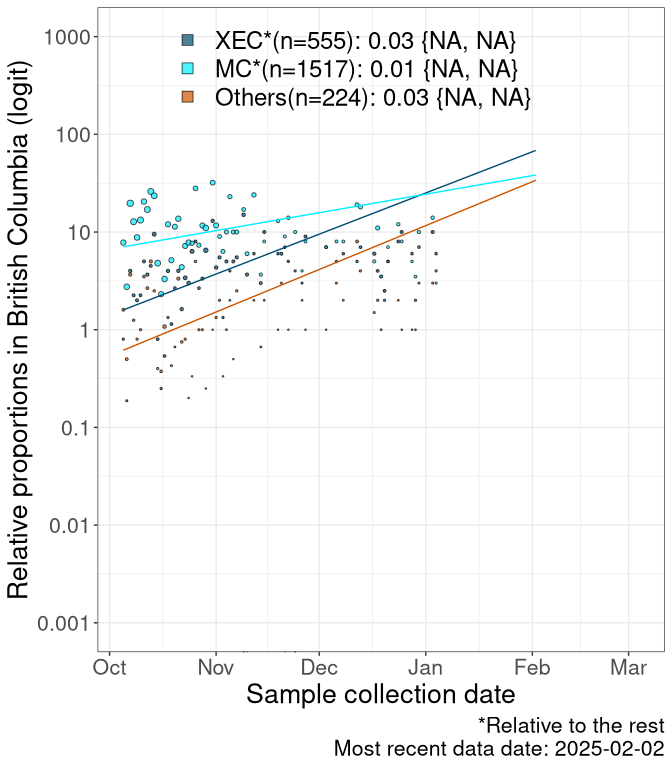 XEC*(n=555): 0.03 {NA, NA}
MC*(n=1517): 0.01 {NA, NA}
Others(n=224): 0.03 {NA, NA}
Relative proportions in British Columbia (logit)
1000
100
10
1
0.1
0.01
0.001
Oct Nov Dec Jan Feb Mar
Sample collection date
*Relative to the rest
Most recent data date: 2025-02-02